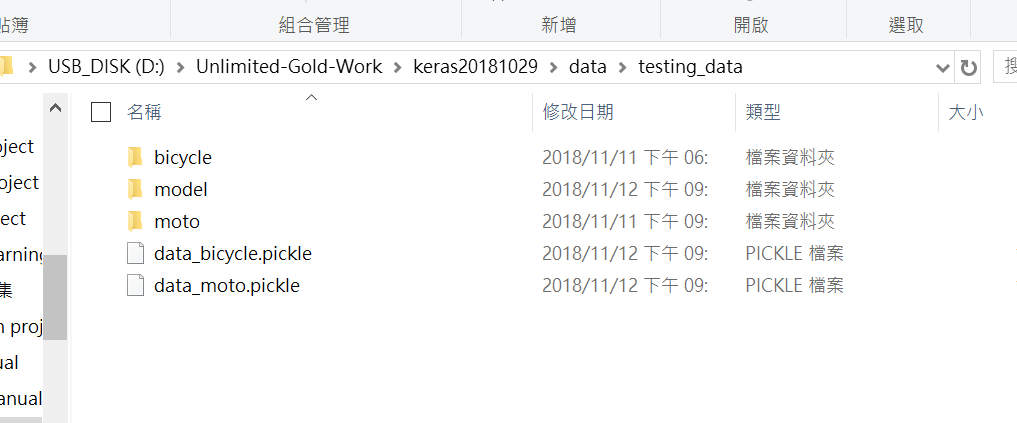 貼簿 組合管理 新增 開啟 選取
USB_DISK (D:) Unlimited-Gold-Work keras20181029 data testing_data 搜
名稱 修改日期 類型 大小
oject
bicycle 2018/11/11 下午 06: 檔案資料夾
roject model 2018/11/12 下午 09: 檔案資料夾
ject moto 2018/11/11 下午 09: 檔案資料夾
arning data_bicycle.pickle 2018/11/12 下午 09: PICKLE 檔案
集 data_moto.pickle 2018/11/12 下午 09: PICKLE 檔案
n proj
ual
anual